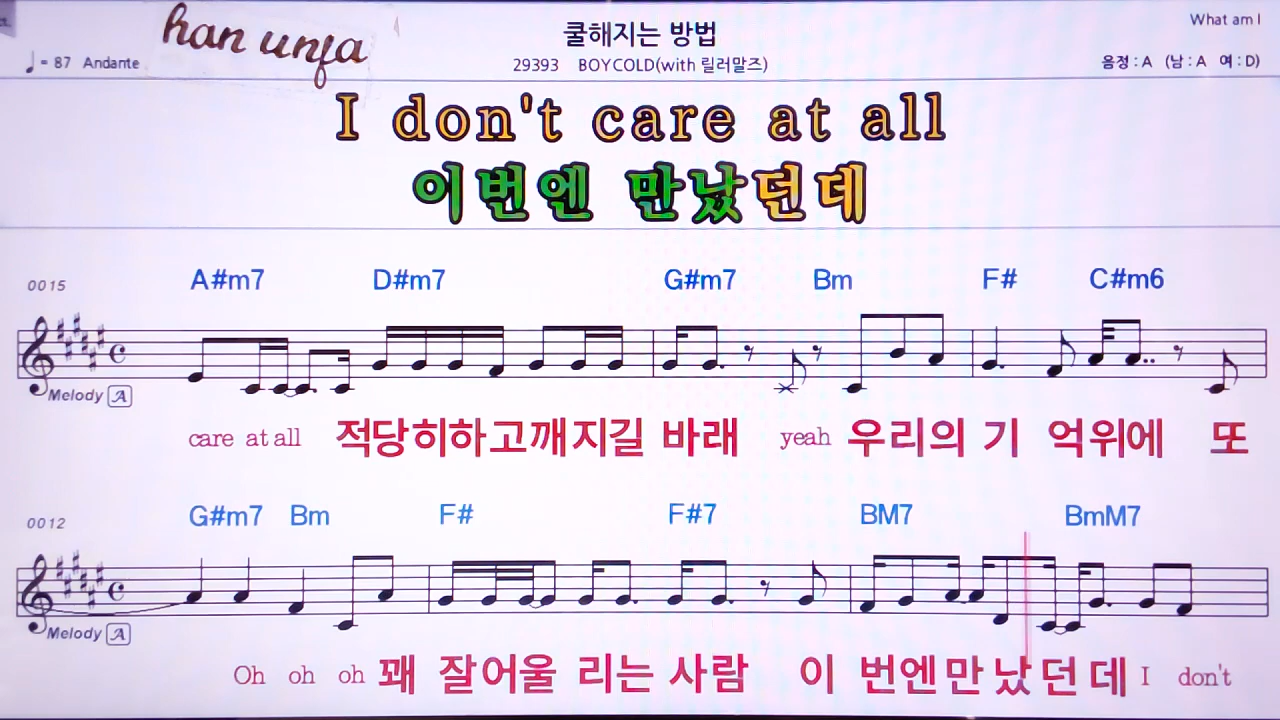 han unja
쿨해지는 방법
What am I
♩= 87 Andante
29393 BOYCOLD(with 릴러말즈)
음정 : A (남 : A 여 : D)
I don't care at all
이번엔 만났던데
0015
A#m7 D#m7 G#m7 Bm F# C#m6
Melody A
care at all 적당히하고깨지길 바래 yeah 우리의 기 억위에 또
0012
G#m7 Bm F# F#7 BM7 BmM7
Melody A
Oh oh oh 꽤 잘어울 리는 사람 이 번엔만 났 던 데 I don't